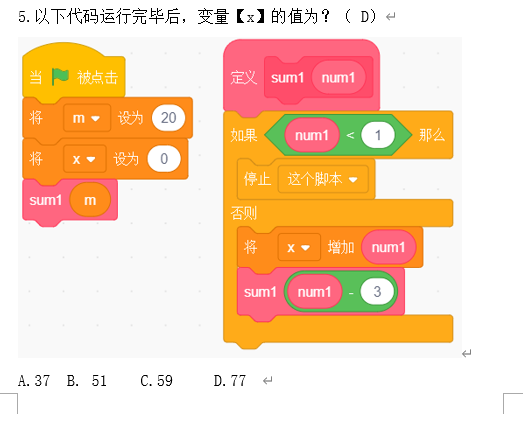 5.以下代码运行完毕后，变量【x】的值为？（ D）
当 被点击
将 m 设为 20
将 x 设为 0
sum1 m
定义 sum1 num1
如果 num1 < 1 那么
停止 这个脚本
否则
将 x 增加 num1
sum1 num1 - 3
A.37 B. 51 C.59 D.77